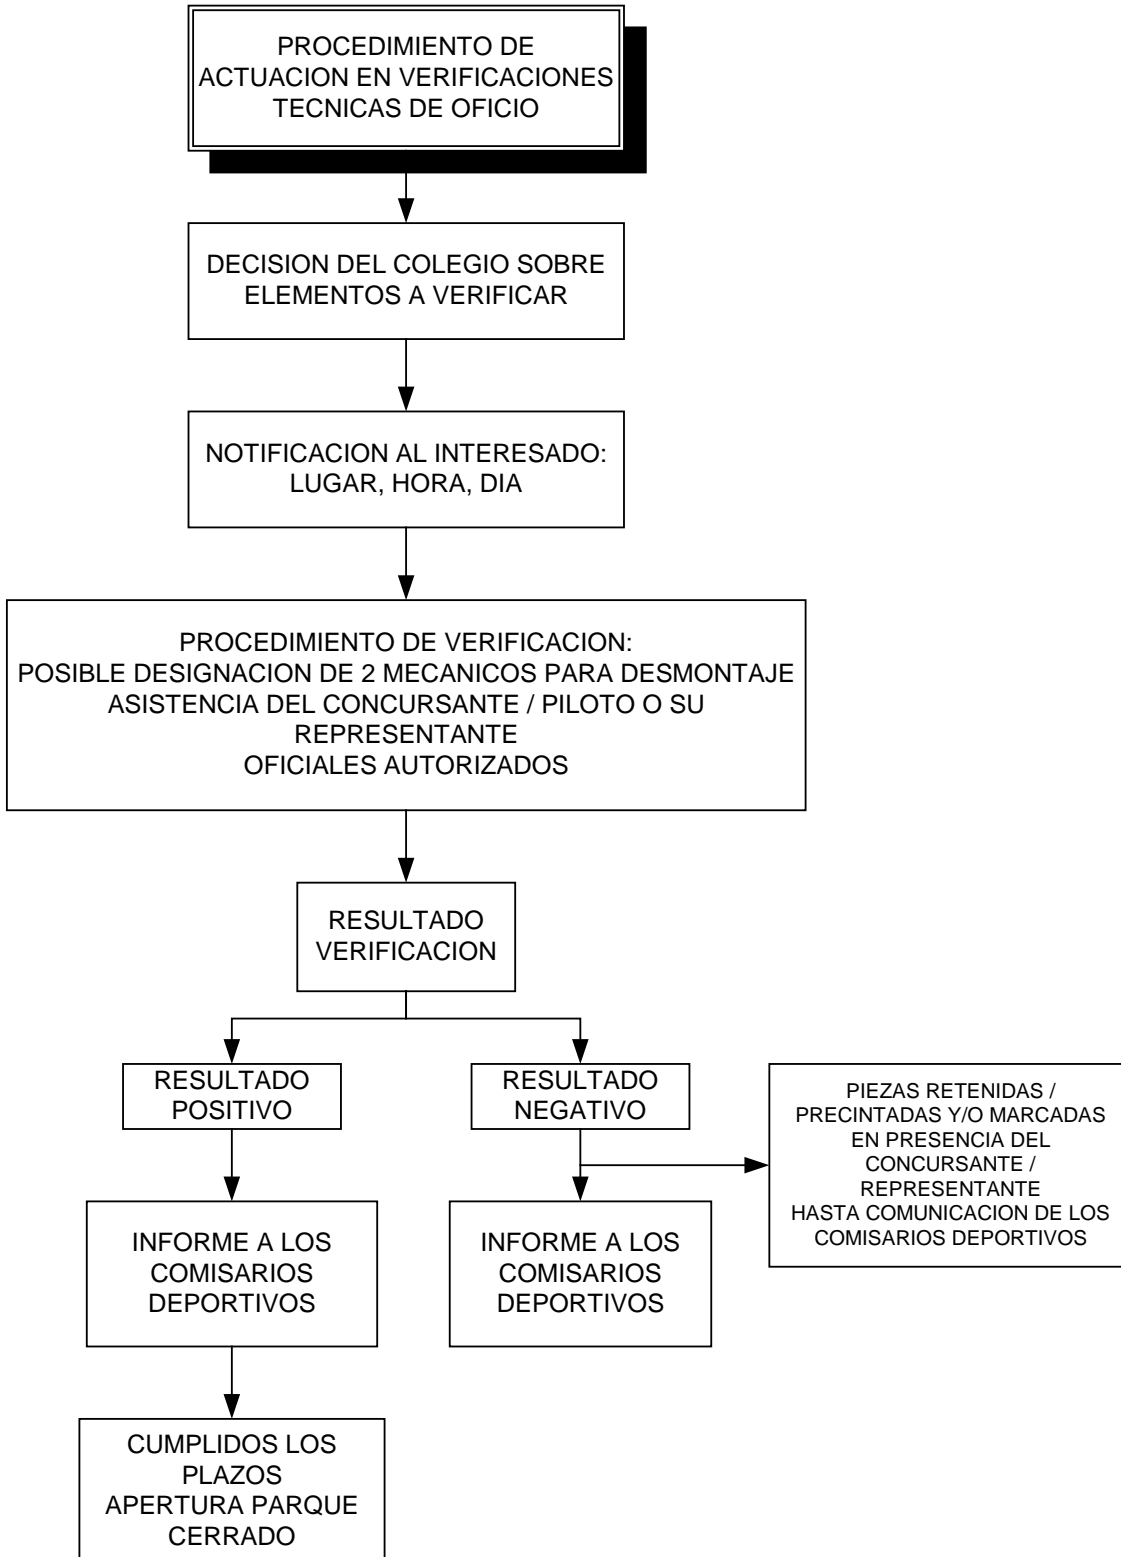 PROCEDIMIENTO DE
ACTUACION EN VERIFICACIONES
TECNICAS DE OFICIO
DECISION DEL COLEGIO SOBRE
ELEMENTOS A VERIFICAR
NOTIFICACION AL INTERESADO:
LUGAR, HORA, DIA
PROCEDIMIENTO DE VERIFICACION:
POSIBLE DESIGNACION DE 2 MECANICOS PARA DESMONTAJE
ASISTENCIA DEL CONCURSANTE / PILOTO O SU
REPRESENTANTE
OFICIALES AUTORIZADOS
RESULTADO
VERIFICACION
RESULTADO
POSITIVO
RESULTADO
NEGATIVO
PIEZAS RETENIDAS /
PRECINTADAS Y/O MARCADAS
EN PRESENCIA DEL
CONCURSANTE /
REPRESENTANTE
HASTA COMUNICACION DE LOS
COMISARIOS DEPORTIVOS
INFORME A LOS
COMISARIOS
DEPORTIVOS
INFORME A LOS
COMISARIOS
DEPORTIVOS
CUMPLIDOS LOS
PLAZOS
APERTURA PARQUE
CERRADO